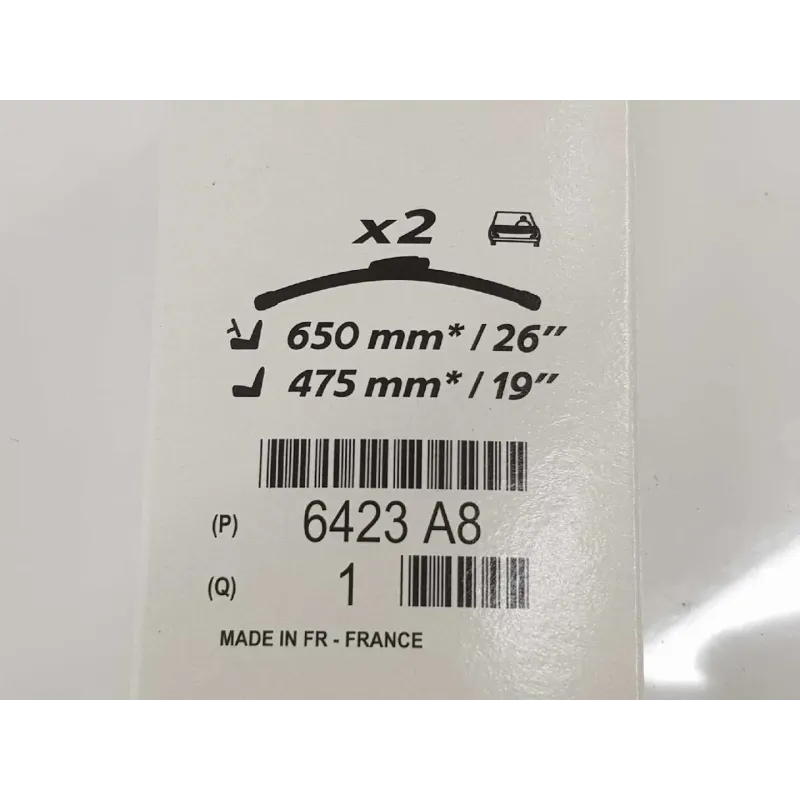 x2
650 mm* / 26"
475 mm* / 19"
(P) 6423 A8
(Q) 1
MADE IN FR - FRANCE